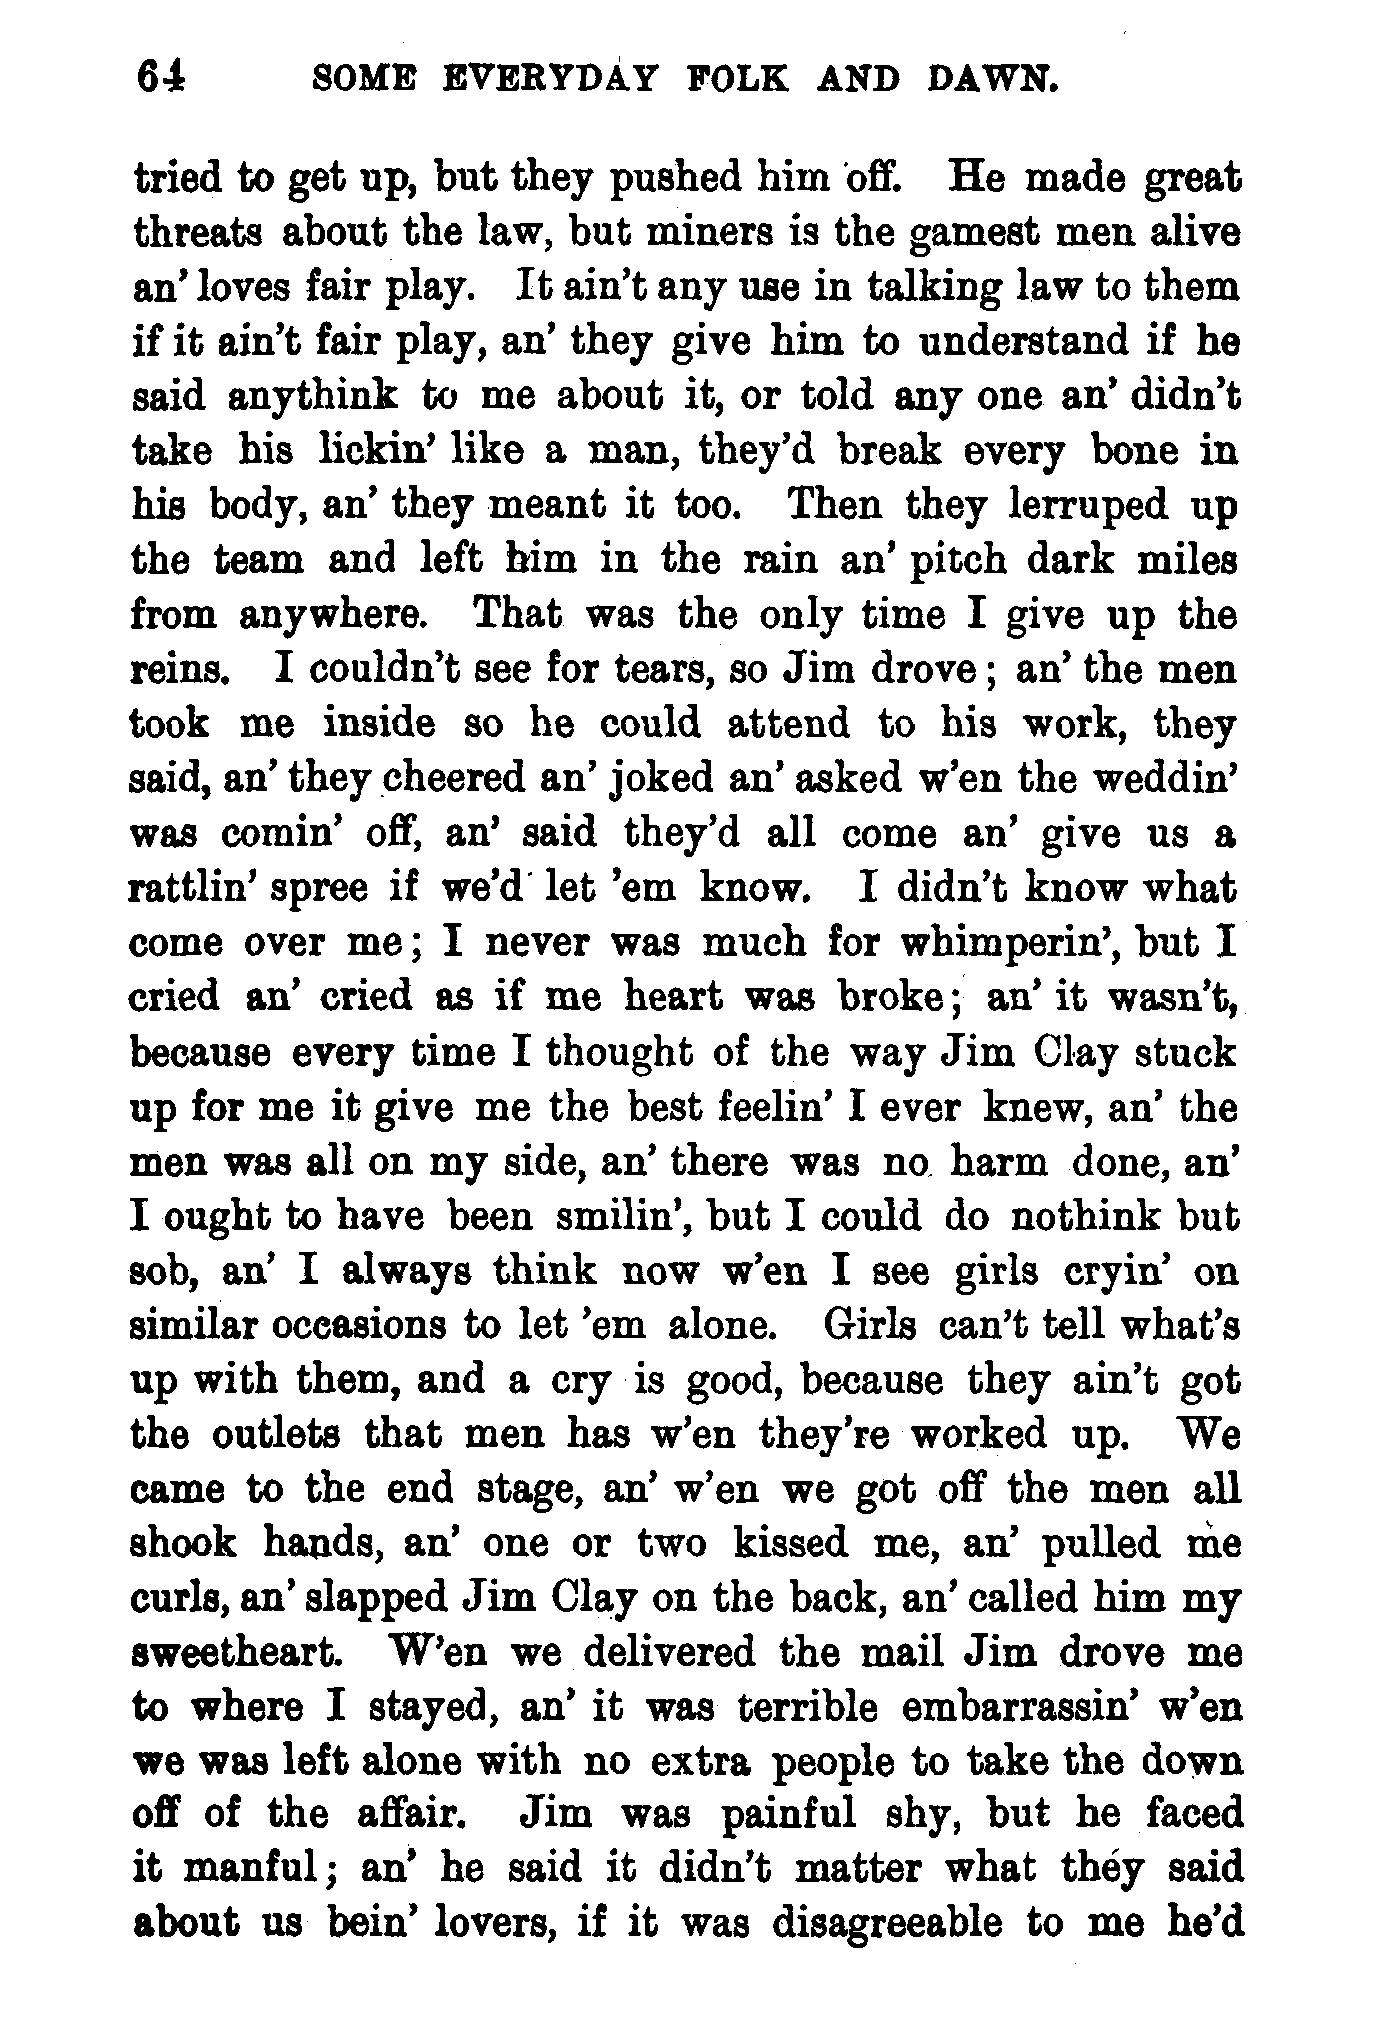 64 SOME EVERYDAY FOLK AND DAWN.
tried to get up, but they pushed him off. He made great
threats about the law, but miners is the gamest men alive
an' loves fair play. It ain't any use in talking law to them
if it ain't fair play, an' they give him to understand if he
said anythink to me about it, or told any one an' didn't
take his lickin' like a man, they'd break every bone in
his body, an' they meant it too. Then they lerruped up
the team and left him in the rain an' pitch dark miles
from anywhere. That was the only time I give up the
reins. I couldn't see for tears, so Jim drove; an' the men
took me inside so he could attend to his work, they
said, an' they cheered an' joked an' asked w'en the weddin'
was comin' off, an' said they'd all come an' give us a
rattlin' spree if we'd let 'em know. I didn't know what
come over me; I never was much for whimperin', but I
cried an' cried as if me heart was broke; an' it wasn't,
because every time I thought of the way Jim Clay stuck
up for me it give me the best feelin' I ever knew, an' the
men was all on my side, an' there was no harm done, an'
I ought to have been smilin', but I could do nothink but
sob, an' I always think now w'en I see girls cryin' on
similar occasions to let 'em alone. Girls can't tell what's
up with them, and a cry is good, because they ain't got
the outlets that men has w'en they're worked up. We
came to the end stage, an' w'en we got off the men all
shook hands, an' one or two kissed me, an' pulled me
curls, an' slapped Jim Clay on the back, an' called him my
sweetheart. W'en we delivered the mail Jim drove me
to where I stayed, an' it was terrible embarrassin' w'en
we was left alone with no extra people to take the down
off of the affair. Jim was painful shy, but he faced
it manful; an' he said it didn't matter what they said
about us bein' lovers, if it was disagreeable to me he'd